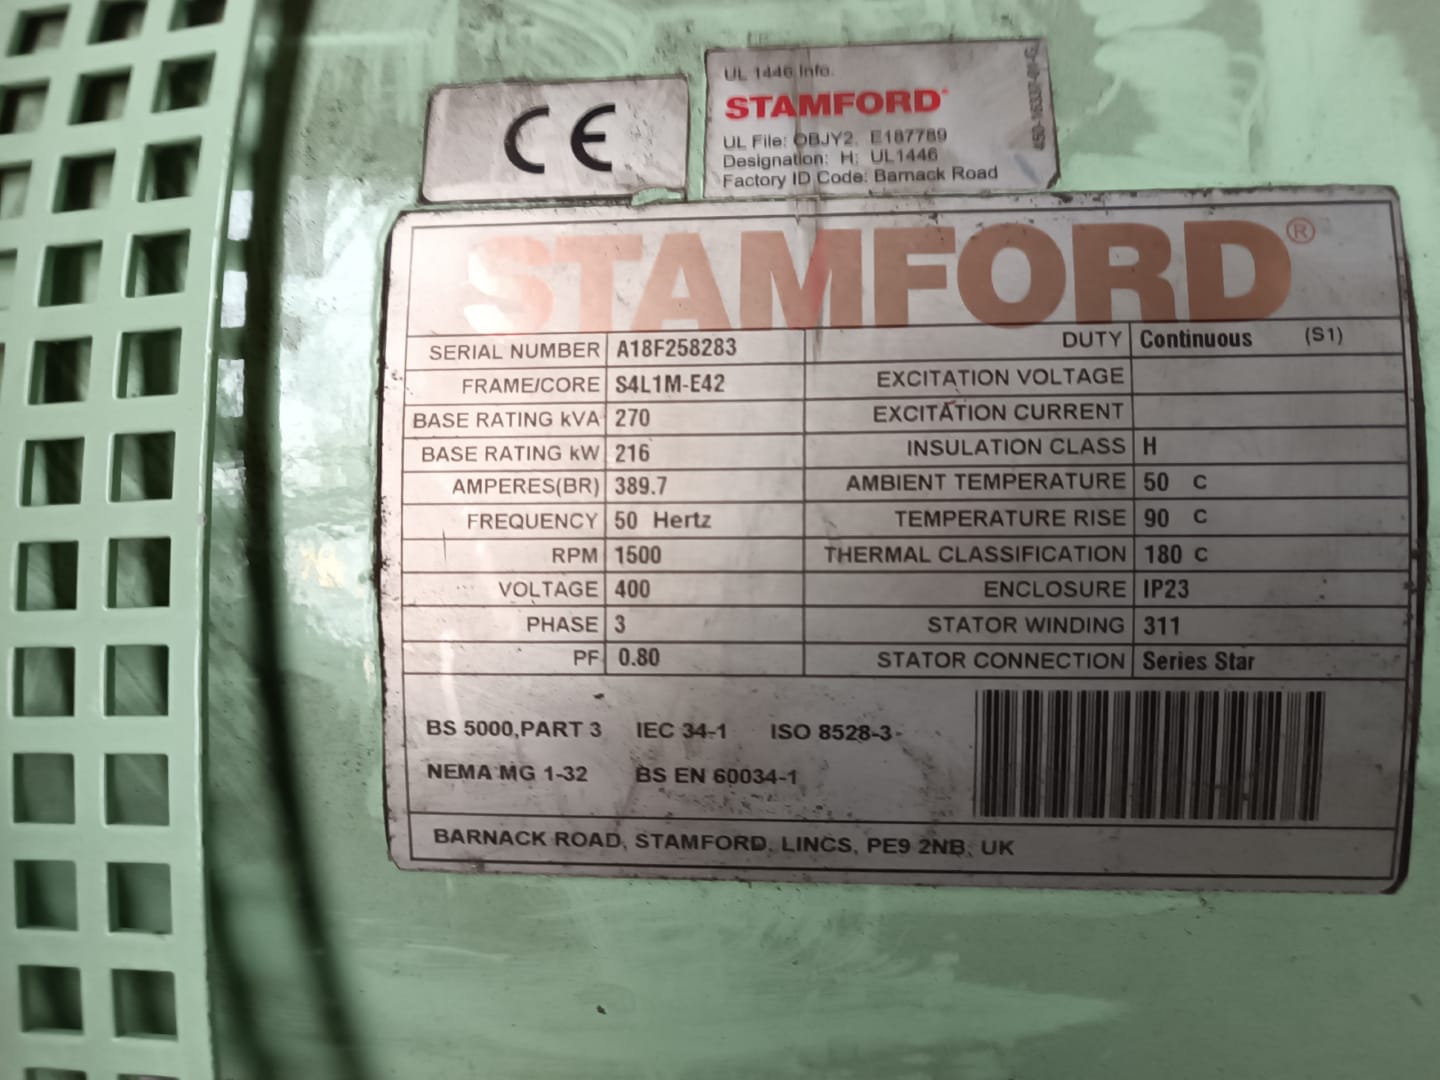 UL 1446 Info.
STAMFORD
UL File: OBJY2. E187789
Designation: H; UL1446
Factory ID Code: Barnack Road
CE
STAMFORD®
SERIAL NUMBER A18F258283 DUTY Continuous (S1)
FRAME/CORE S4L1M-E42 EXCITATION VOLTAGE
BASE RATING kVA 270 EXCITATION CURRENT
BASE RATING kW 216 INSULATION CLASS H
AMPERES(BR) 389.7 AMBIENT TEMPERATURE 50 C
FREQUENCY 50 Hertz TEMPERATURE RISE 90 C
RPM 1500 THERMAL CLASSIFICATION 180 C
VOLTAGE 400 ENCLOSURE IP23
PHASE 3 STATOR WINDING 311
PF 0.80 STATOR CONNECTION Series Star
BS 5000,PART 3 IEC 34-1 ISO 8528-3
NEMA MG 1-32 BS EN 60034-1
BARNACK ROAD, STAMFORD, LINCS, PE9 2NB, UK